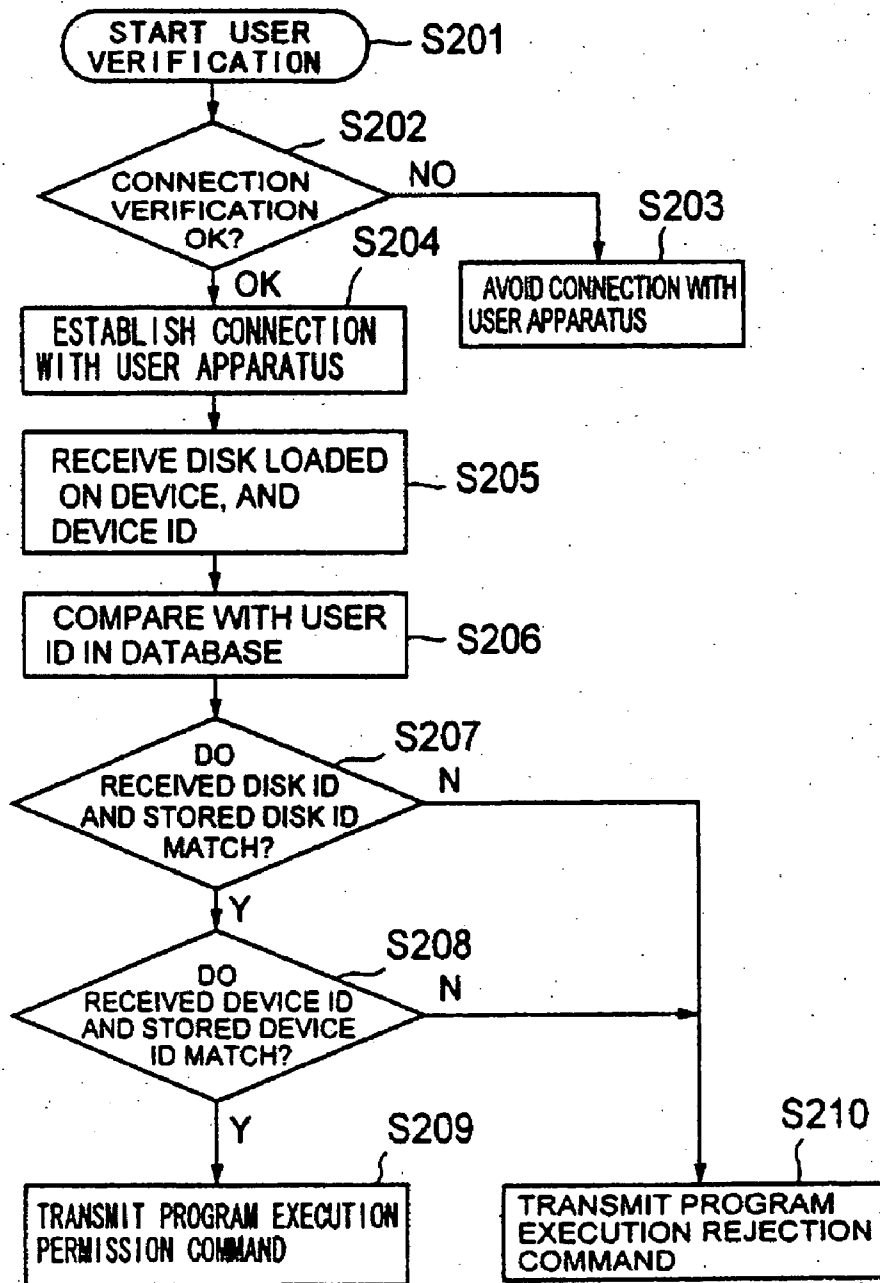 START USER
VERIFICATION
S201
S202
CONNECTION
VERIFICATION
OK?
NO
S203
AVOID CONNECTION WITH
USER APPARATUS
OK
S204
ESTABLISH CONNECTION
WITH USER APPARATUS
RECEIVE DISK LOADED
ON DEVICE, AND
DEVICE ID
S205
COMPARE WITH USER
ID IN DATABASE
S206
S207
DO
RECEIVED DISK ID
AND STORED DISK ID
MATCH?
N
Y
S208
DO
RECEIVED DEVICE ID
AND STORED DEVICE
ID MATCH?
N
Y
S209
TRANSMIT PROGRAM EXECUTION
PERMISSION COMMAND
S210
TRANSMIT PROGRAM
EXECUTION REJECTION
COMMAND